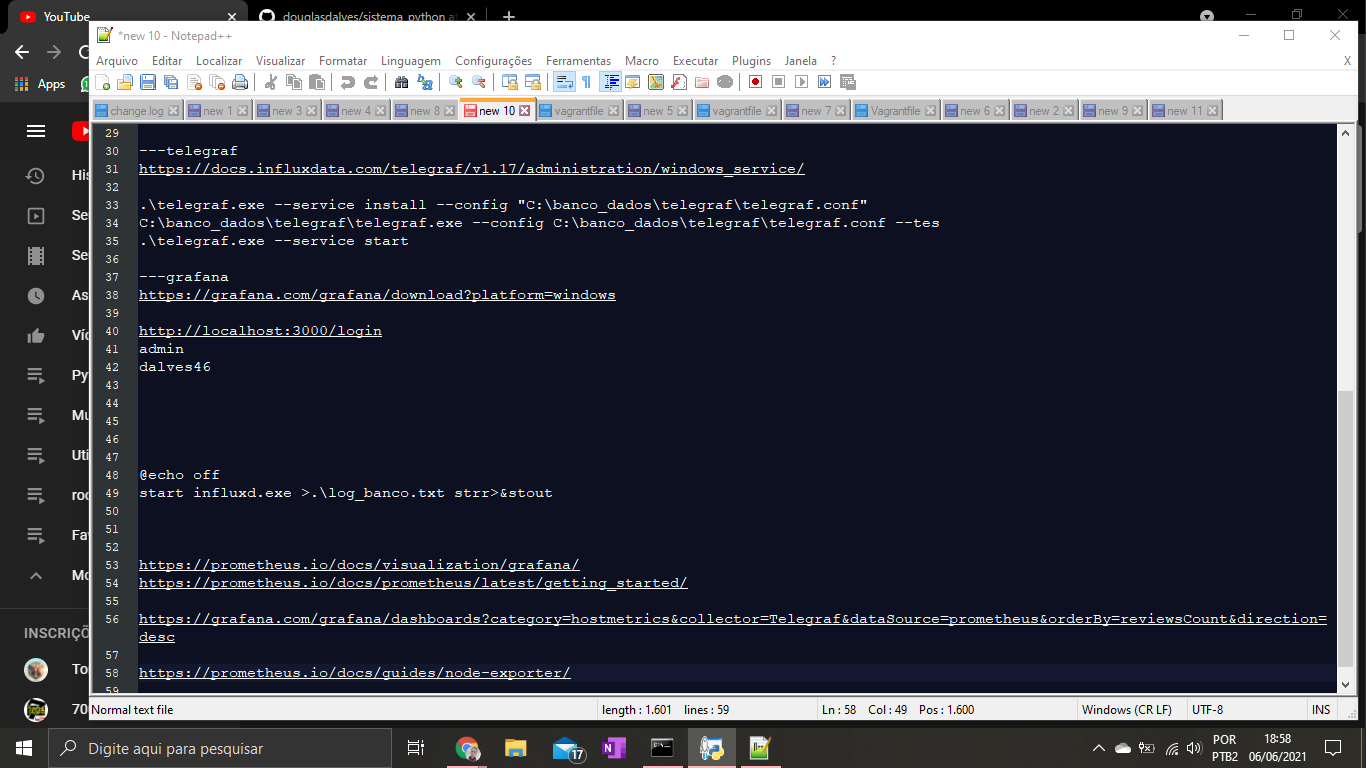 YouTube
douglasdalves/sistema_python_at
*new 10 - Notepad++
Arquivo Editar Localizar Visualizar Formatar Linguagem Configurações Ferramentas Macro Executar Plugins Janela ? X
Apps
change.log new 1 new 3 new 4 new 8 new 10 vagrantfile new 5 vagrantfile new 7 Vagrantfile new 6 new 2 new 9 new 11
29
30 ---telegraf
31 https://docs.influxdata.com/telegraf/v1.17/administration/windows_service/
32
33 .\telegraf.exe --service install --config "C:\banco_dados\telegraf\telegraf.conf"
34 C:\banco_dados\telegraf\telegraf.exe --config C:\banco_dados\telegraf\telegraf.conf --tes
35 .\telegraf.exe --service start
36
37 ---grafana
38 https://grafana.com/grafana/download?platform=windows
39
40 http://localhost:3000/login
41 admin
42 dalves46
43
44
45
46
47
48 @echo off
49 start influxd.exe >.\log_banco.txt strr>&stout
50
51
52
53 https://prometheus.io/docs/visualization/grafana/
54 https://prometheus.io/docs/prometheus/latest/getting_started/
55
56 https://grafana.com/grafana/dashboards?category=hostmetrics&collector=Telegraf&dataSource=prometheus&orderBy=reviewsCount&direction=
desc
57
58 https://prometheus.io/docs/guides/node-exporter/
59
His
Se
Se
As
Víd
Py
Mu
Uti
roc
Fa
Mo
INSCRIÇÕ
To
700
Normal text file length : 1.601 lines : 59 Ln : 58 Col : 49 Pos : 1.600 Windows (CR LF) UTF-8 INS
Digite aqui para pesquisar
17
POR
PTB2
18:58
06/06/2021